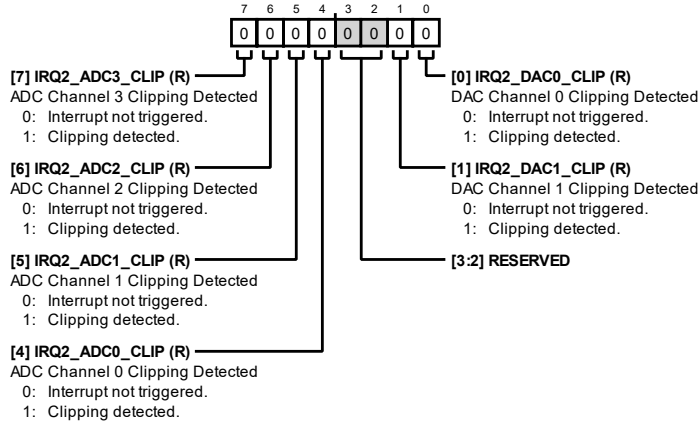 7 6 5 4 3 2 1 0
0 0 0 0 0 0 0 0
[7] IRQ2_ADC3_CLIP (R)
ADC Channel 3 Clipping Detected
0: Interrupt not triggered.
1: Clipping detected.
[6] IRQ2_ADC2_CLIP (R)
ADC Channel 2 Clipping Detected
0: Interrupt not triggered.
1: Clipping detected.
[5] IRQ2_ADC1_CLIP (R)
ADC Channel 1 Clipping Detected
0: Interrupt not triggered.
1: Clipping detected.
[4] IRQ2_ADC0_CLIP (R)
ADC Channel 0 Clipping Detected
0: Interrupt not triggered.
1: Clipping detected.
[0] IRQ2_DAC0_CLIP (R)
DAC Channel 0 Clipping Detected
0: Interrupt not triggered.
1: Clipping detected.
[1] IRQ2_DAC1_CLIP (R)
DAC Channel 1 Clipping Detected
0: Interrupt not triggered.
1: Clipping detected.
[3:2] RESERVED